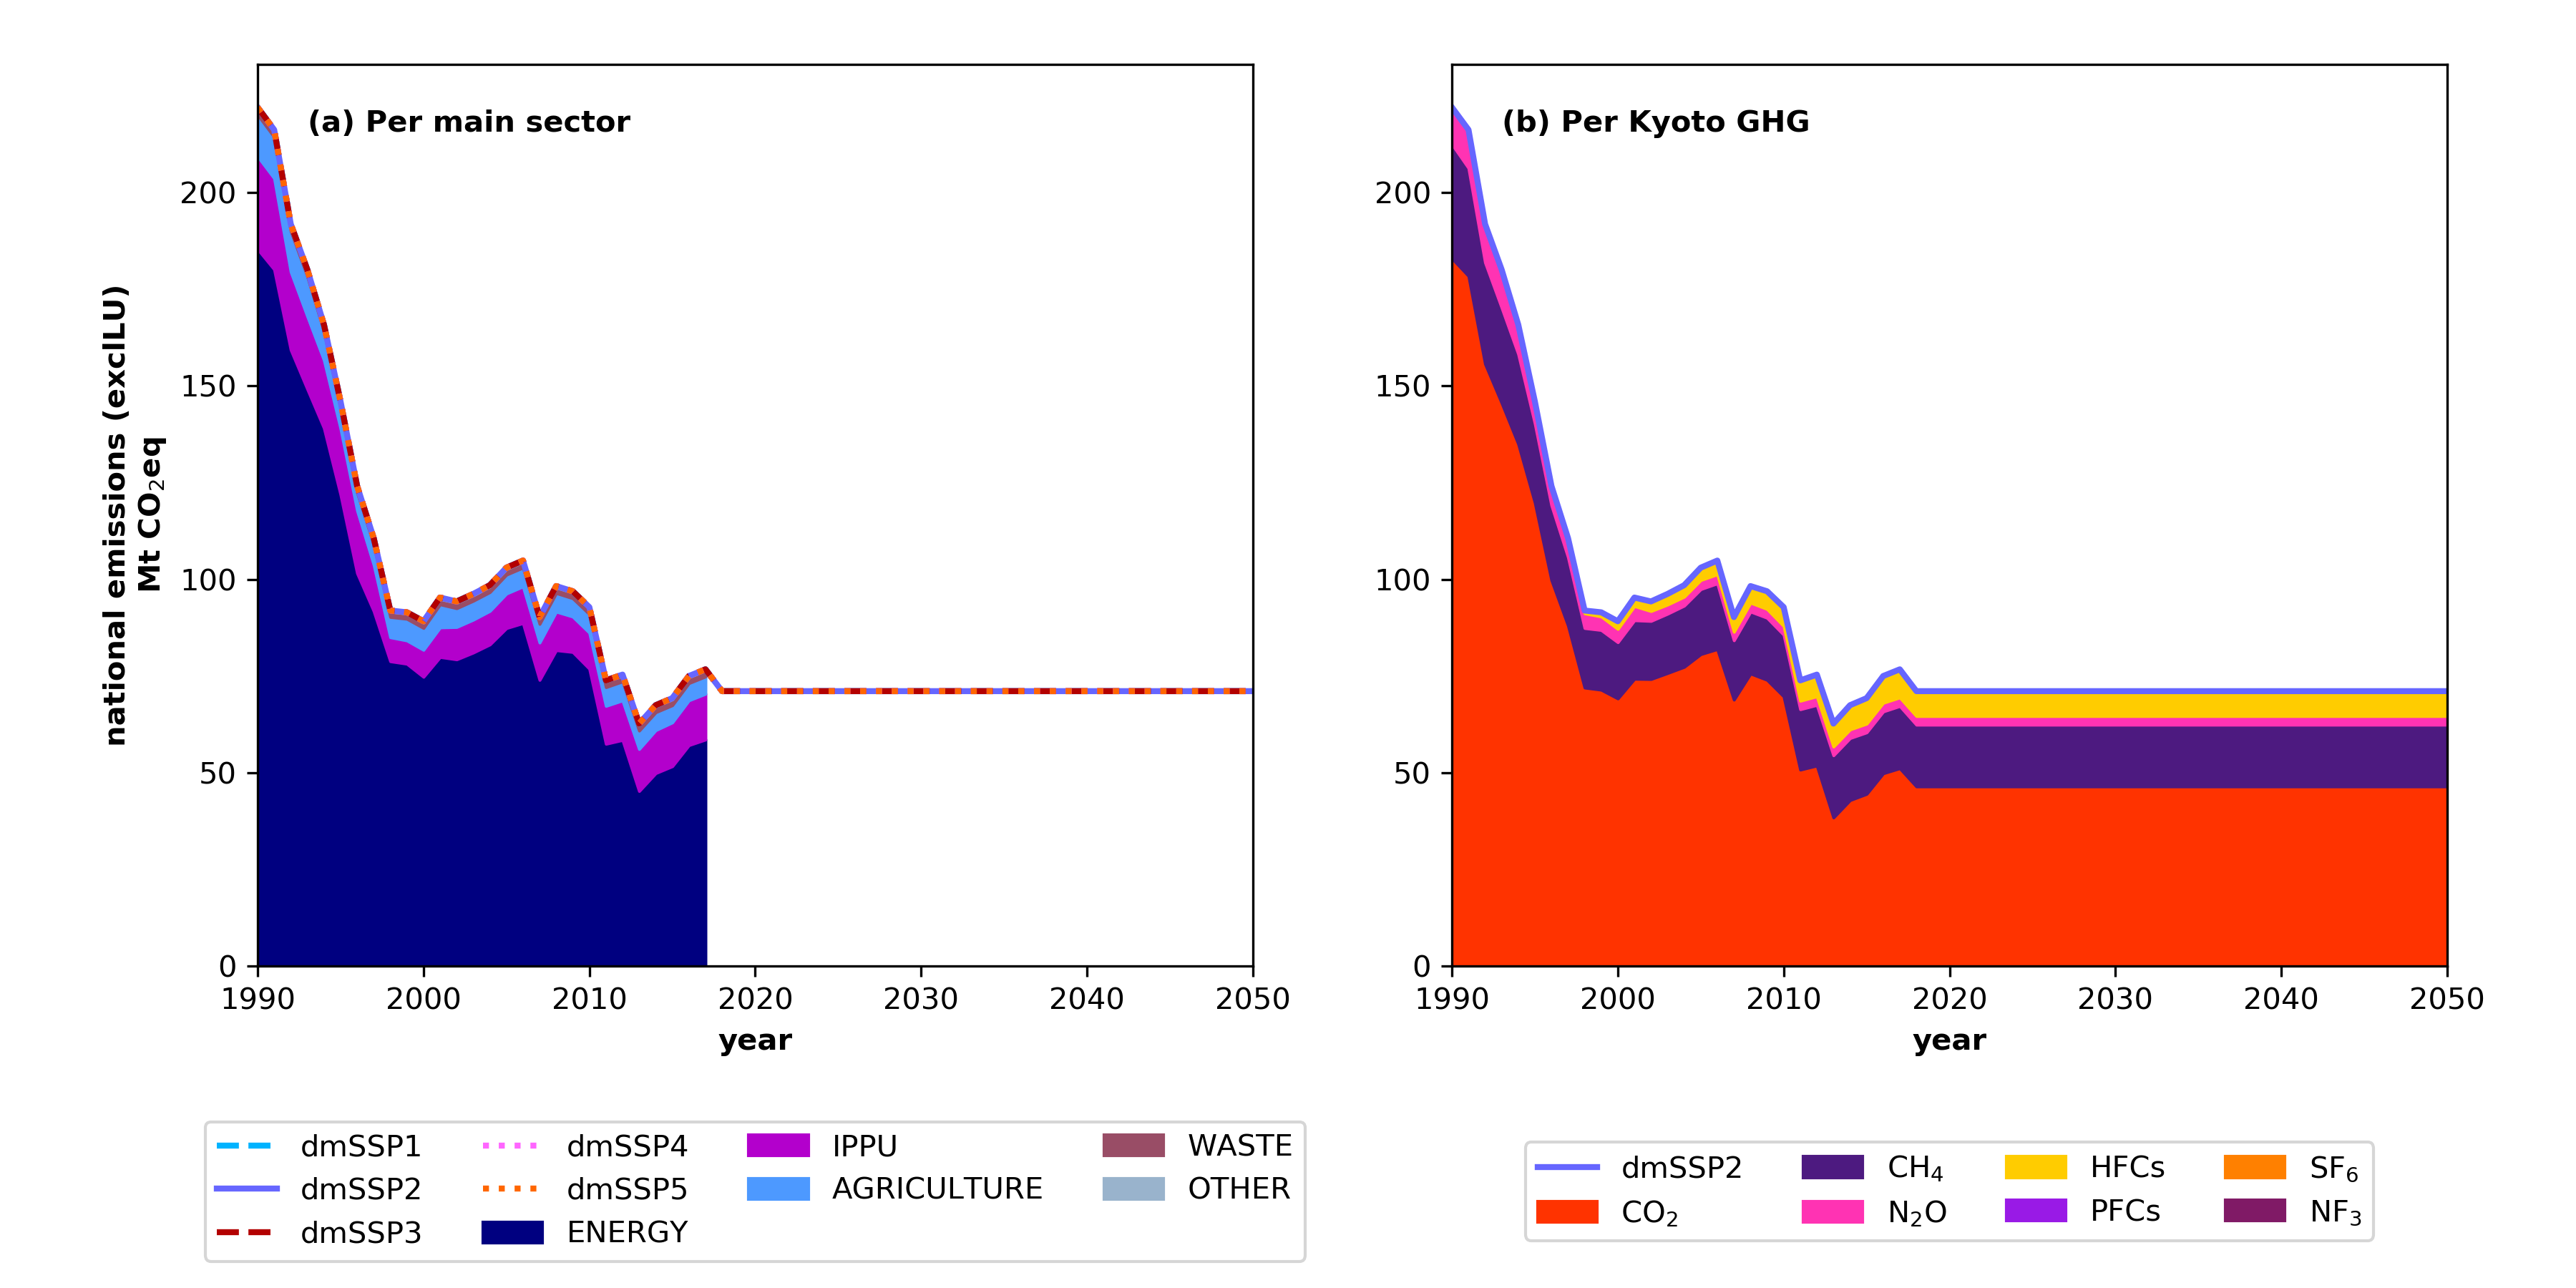 (a) Per main sector
(b) Per Kyoto GHG
national emissions (exclLU)
Mt CO₂eq
200
150
100
50
0
1990 2000 2010 2020 2030 2040 2050
year
200
150
100
50
0
1990 2000 2010 2020 2030 2040 2050
year
dmSSP1 dmSSP4 IPPU WASTE
dmSSP2 dmSSP5 AGRICULTURE OTHER
dmSSP3 ENERGY
dmSSP2 CH₄ HFCs SF₆
CO₂ N₂O PFCs NF₃